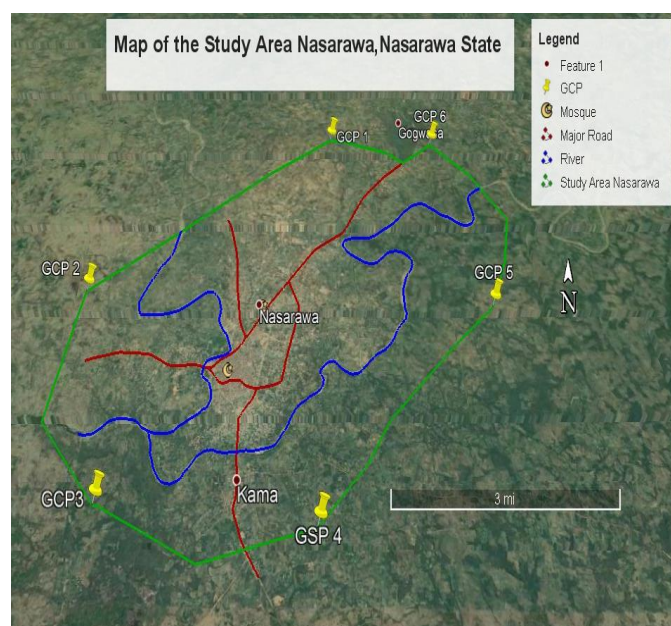 Map of the Study Area Nasarawa,Nasarawa State
Legend
Feature 1
GCP
Mosque
Major Road
River
Study Area Nasarawa
GCP 1
GCP 6
Gogwama
GCP 2
GCP 5
N
Nasarawa
GCP3
Kama
GSP 4
3 mi